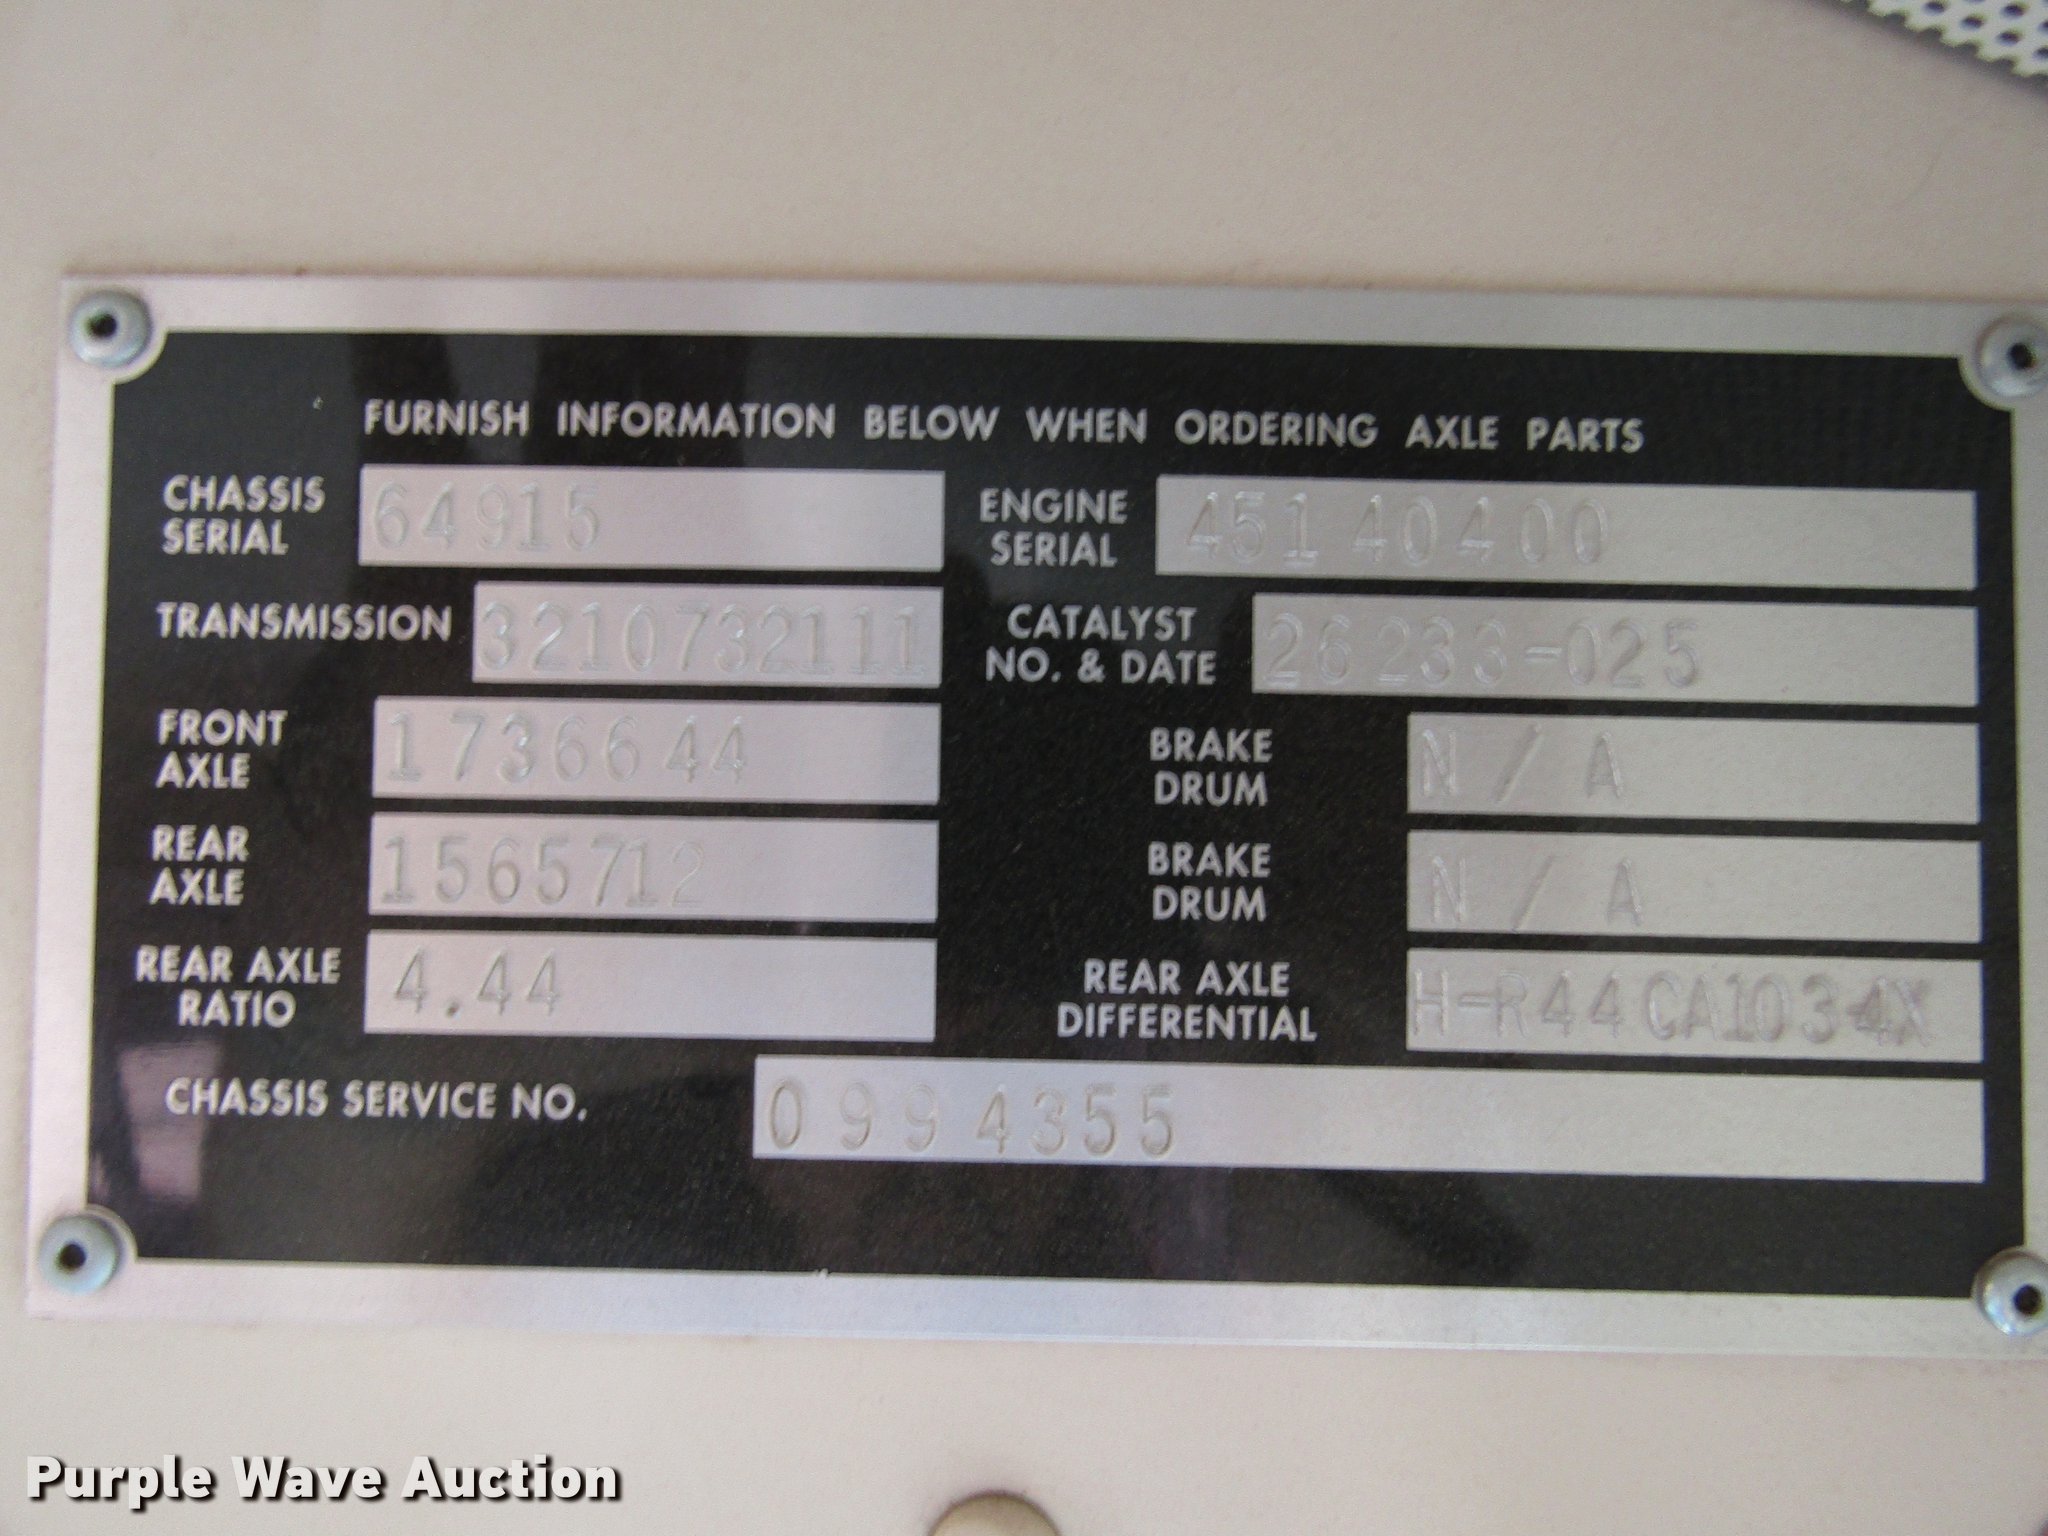 FURNISH INFORMATION BELOW WHEN ORDERING AXLE PARTS
CHASSIS SERIAL 64915
ENGINE SERIAL 45140400
TRANSMISSION 3210732111
CATALYST NO. & DATE 26233-025
FRONT AXLE 1736644
BRAKE DRUM N/A
REAR AXLE 1565712
BRAKE DRUM N/A
REAR AXLE RATIO 4.44
REAR AXLE DIFFERENTIAL H-R44CA1034X
CHASSIS SERVICE NO. 0994355
Purple Wave Auction